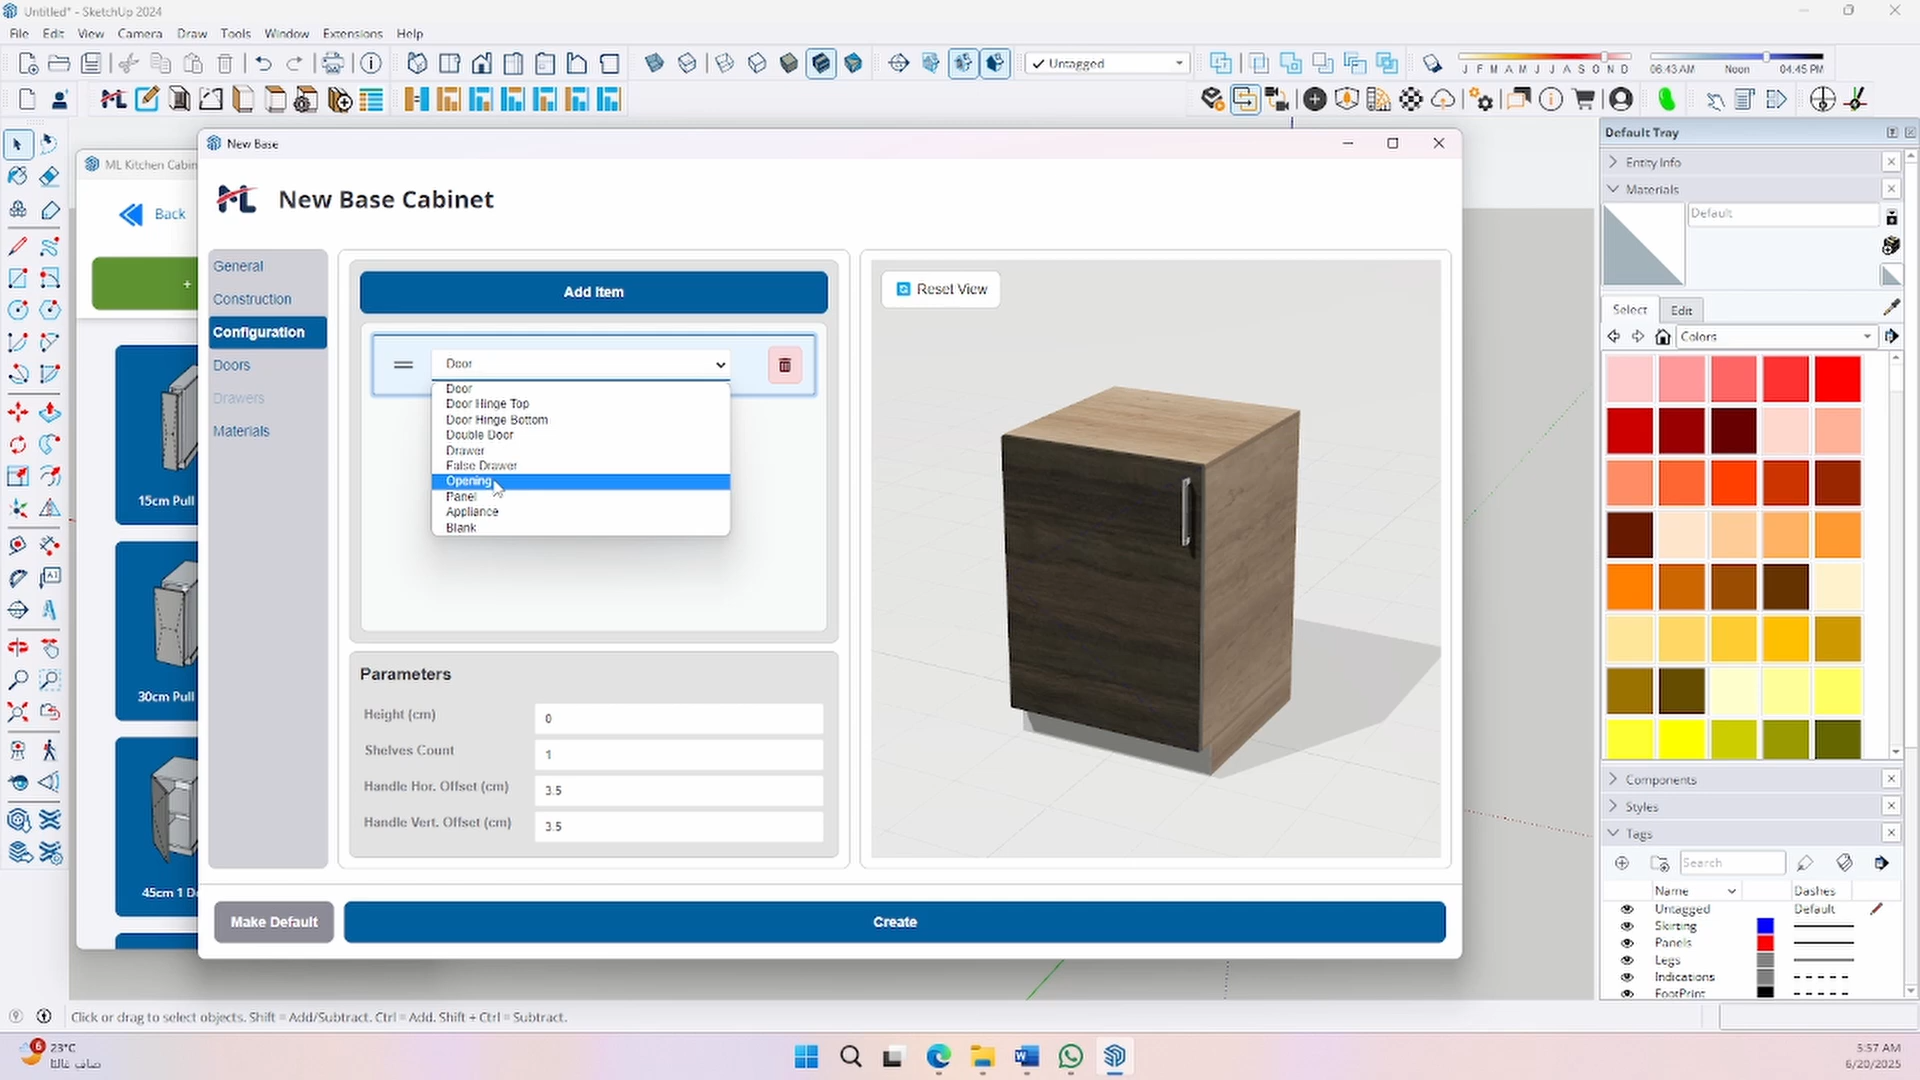 Untitled* - SketchUp 2024
File Edit View Camera Draw Tools Window Extensions Help
Untagged
J F M A M J J A S O N D
06:43 AM Noon 04:45 PM
Default Tray
Entity Info
Materials
Default
Select Edit
Colors
Components
Styles
Tags
Search
Name Dashes
Untagged Default
Skirting
Panels
Legs
Indications
FootPrint
ML Kitchen Cabin
Back
+
15cm Pull
30cm Pull
45cm 1 D
New Base
ML New Base Cabinet
General
Construction
Configuration
Doors
Drawers
Materials
Add Item
Door
Door
Door Hinge Top
Door Hinge Bottom
Double Door
Drawer
False Drawer
Opening
Panel
Appliance
Blank
Parameters
Height (cm) 0
Shelves Count 1
Handle Hor. Offset (cm) 3.5
Handle Vert. Offset (cm) 3.5
Reset View
Make Default
Create
Click or drag to select objects. Shift = Add/Subtract. Ctrl = Add. Shift + Ctrl = Subtract.
6
23°C
صافٍ غالبًا
5:57 AM
6/20/2025